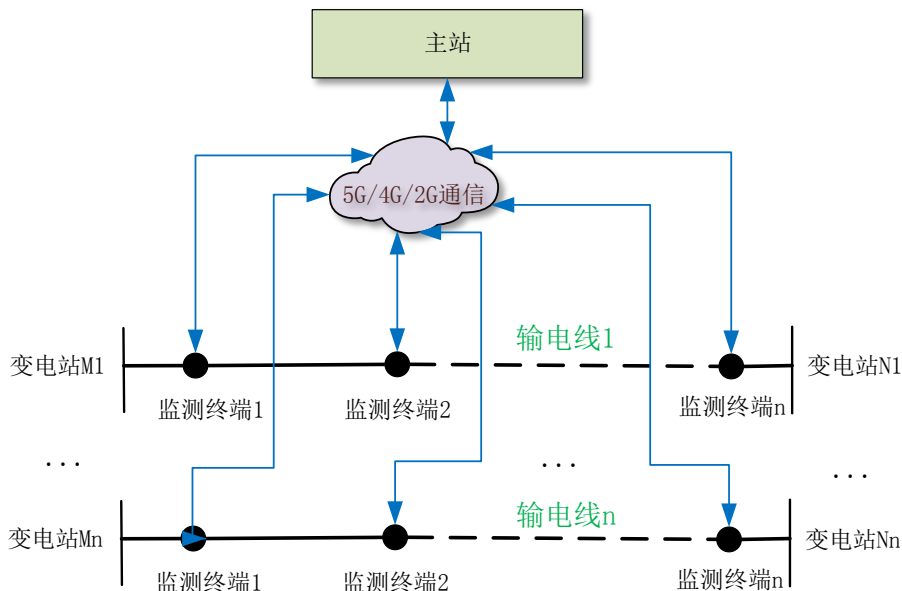 主站
5G/4G/2G通信
输电线1
变电站M1
变电站N1
监测终端1
监测终端2
监测终端n
...
...
...
输电线n
变电站Mn
变电站Nn
监测终端1
监测终端2
监测终端n